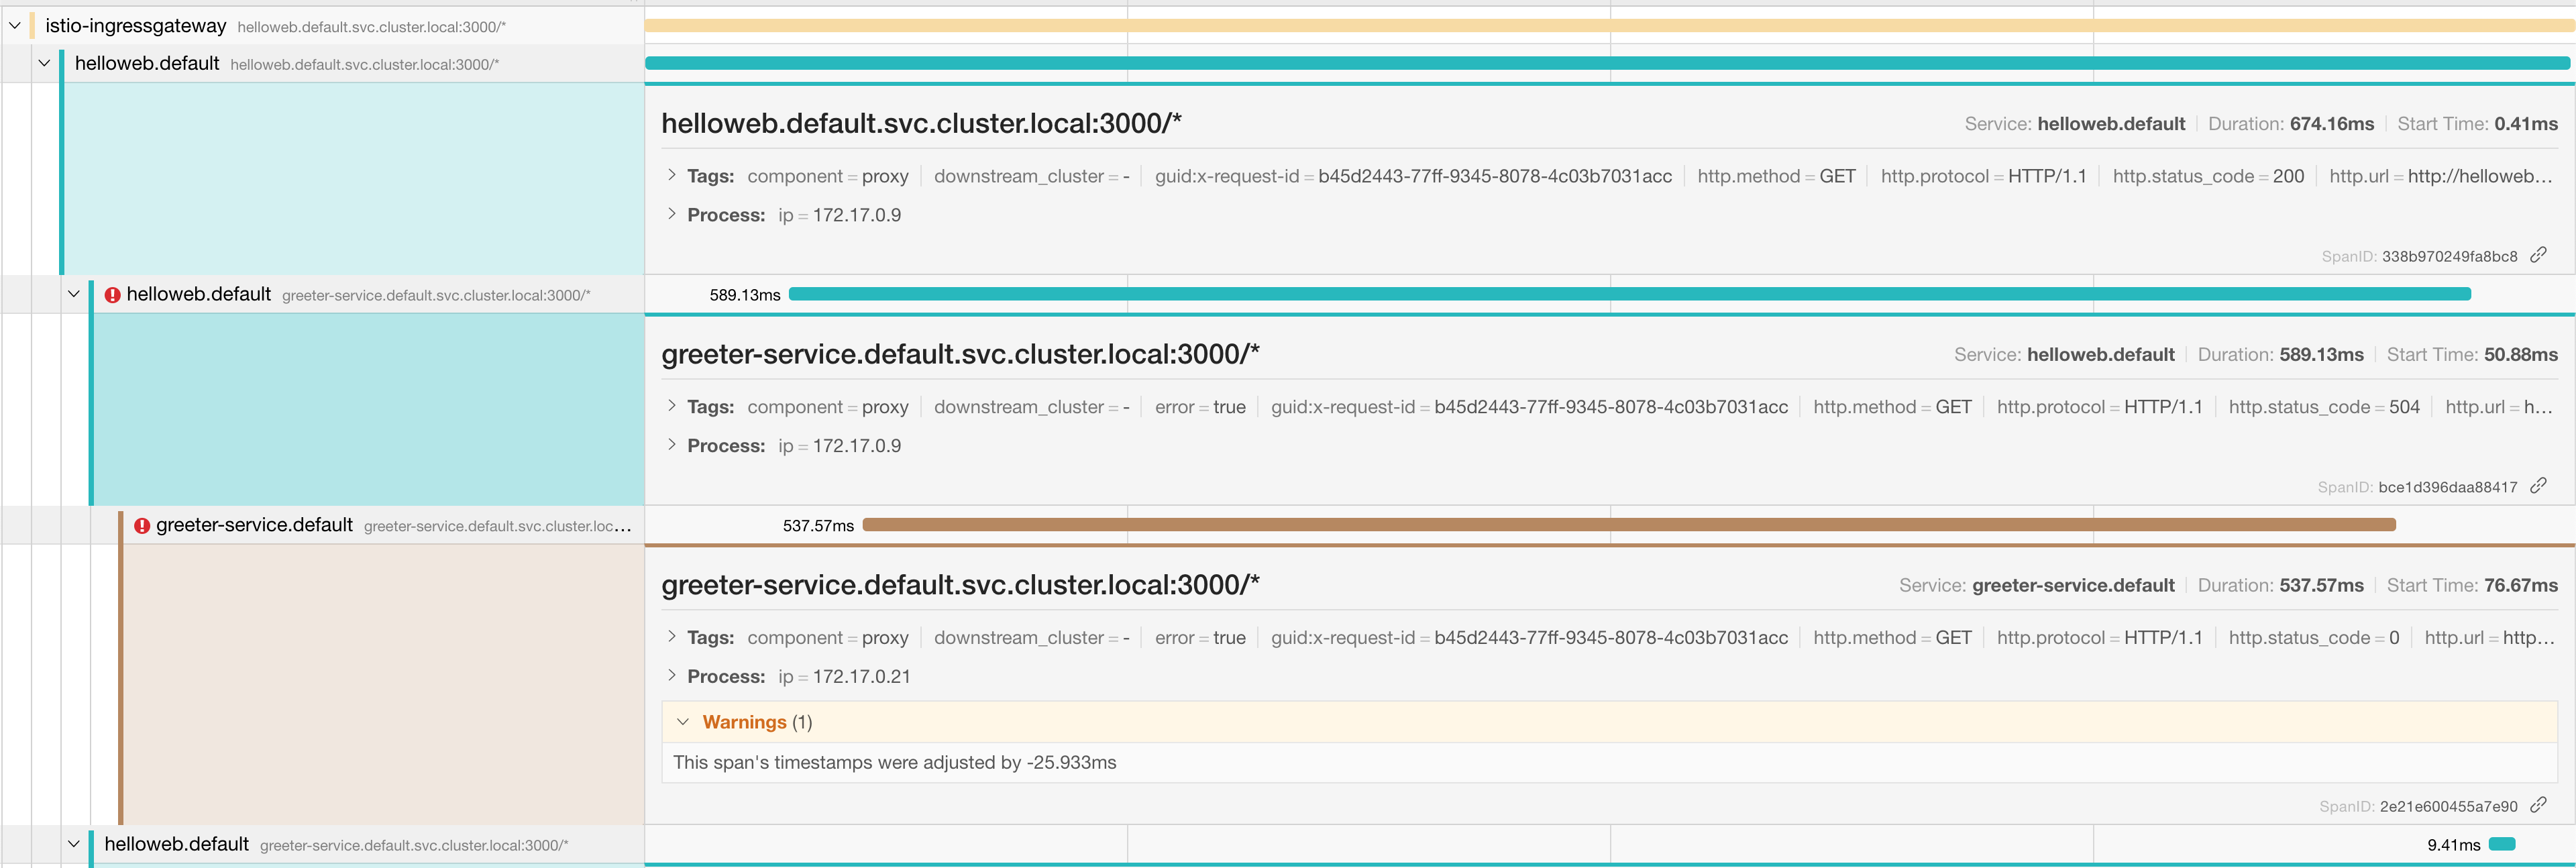 istio-ingressgateway helloweb.default.svc.cluster.local:3000/*
helloweb.default helloweb.default.svc.cluster.local:3000/*
helloweb.default.svc.cluster.local:3000/* Service: helloweb.default Duration: 674.16ms Start Time: 0.41ms
Tags: component = proxy downstream_cluster = - guid:x-request-id = b45d2443-77ff-9345-8078-4c03b7031acc http.method = GET http.protocol = HTTP/1.1 http.status_code = 200 http.url = http://helloweb...
Process: ip = 172.17.0.9
SpanID: 338b970249fa8bc8
helloweb.default greeter-service.default.svc.cluster.local:3000/* 589.13ms
greeter-service.default.svc.cluster.local:3000/* Service: helloweb.default Duration: 589.13ms Start Time: 50.88ms
Tags: component = proxy downstream_cluster = - error = true guid:x-request-id = b45d2443-77ff-9345-8078-4c03b7031acc http.method = GET http.protocol = HTTP/1.1 http.status_code = 504 http.url = h...
Process: ip = 172.17.0.9
SpanID: bce1d396daa88417
greeter-service.default greeter-service.default.svc.cluster.loc... 537.57ms
greeter-service.default.svc.cluster.local:3000/* Service: greeter-service.default Duration: 537.57ms Start Time: 76.67ms
Tags: component = proxy downstream_cluster = - error = true guid:x-request-id = b45d2443-77ff-9345-8078-4c03b7031acc http.method = GET http.protocol = HTTP/1.1 http.status_code = 0 http.url = http...
Process: ip = 172.17.0.21
Warnings (1)
This span's timestamps were adjusted by -25.933ms
SpanID: 2e21e600455a7e90
helloweb.default greeter-service.default.svc.cluster.local:3000/* 9.41ms